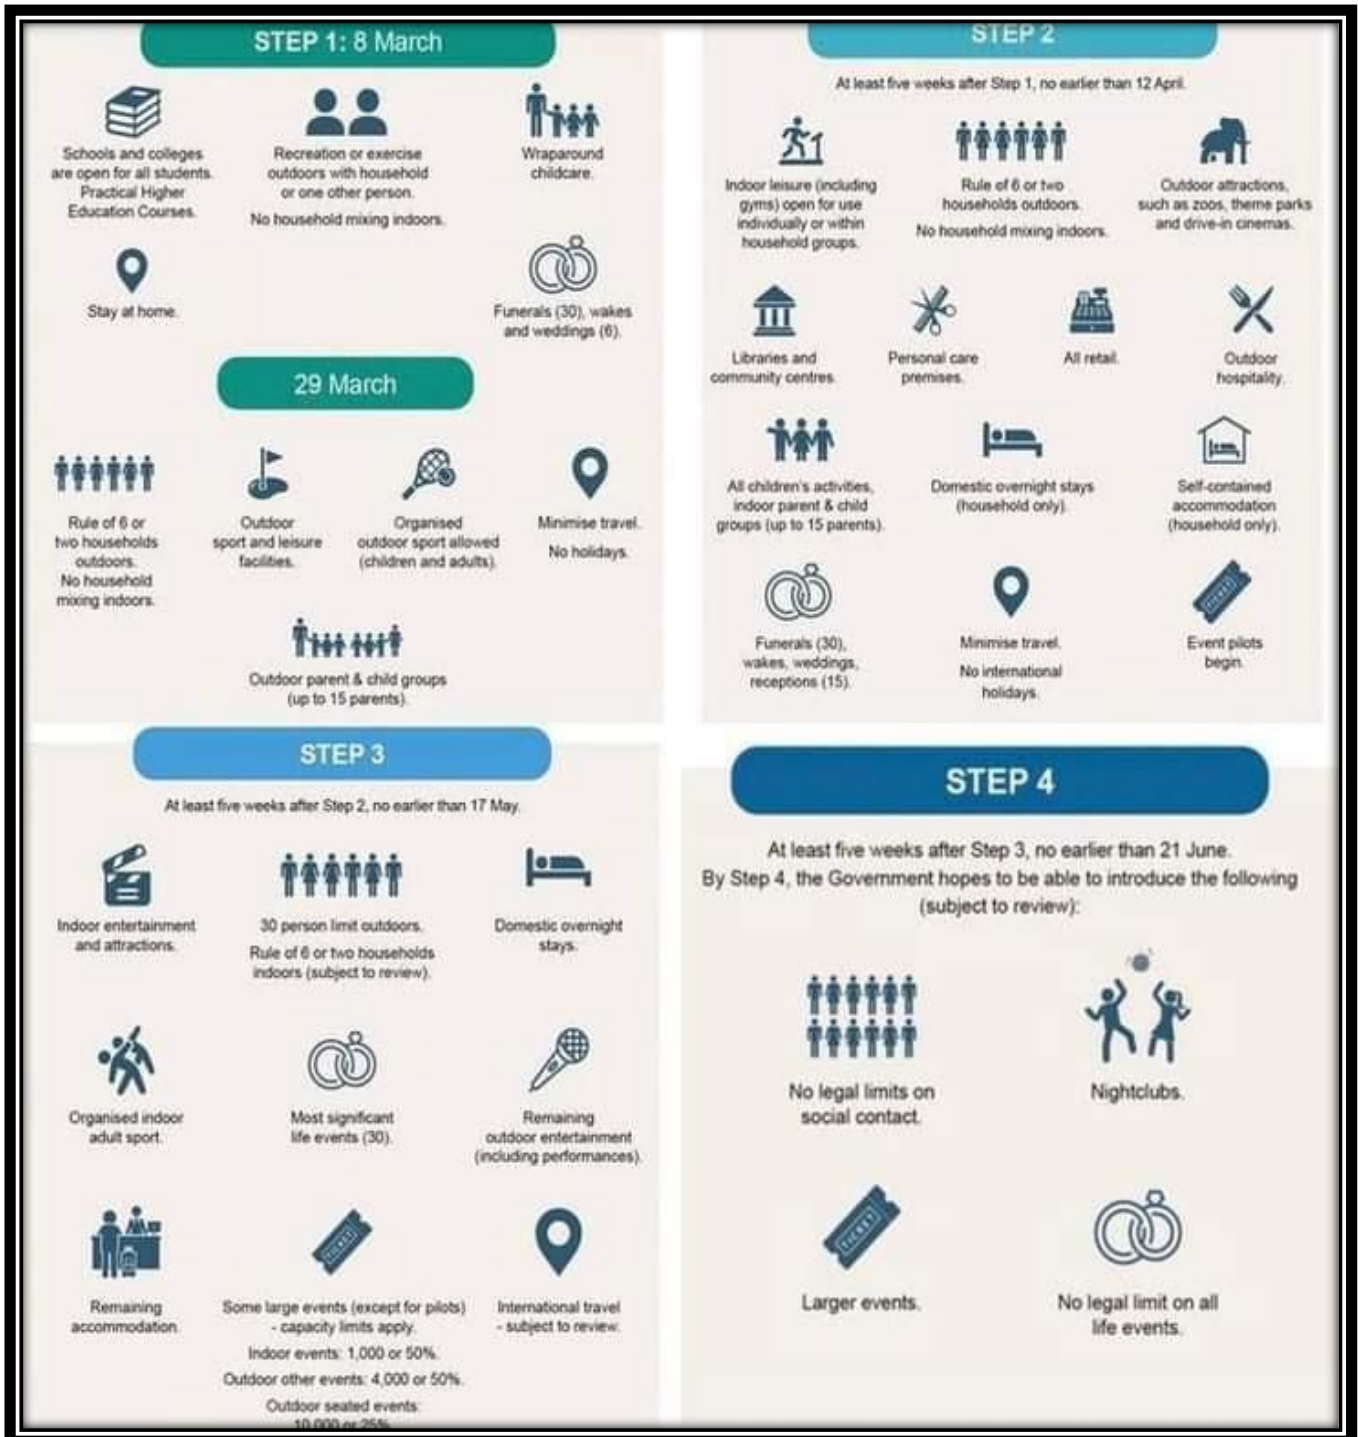 STEP 1: 8 March
Schools and colleges
are open for all students.
Practical Higher
Education Courses.
Recreation or exercise
outdoors with household
or one other person.
No household mixing indoors.
Wraparound
childcare.
Stay at home.
Funerals (30), wakes
and weddings (6).
29 March
Rule of 6 or
two households
outdoors.
No household
mixing indoors.
Outdoor
sport and leisure
facilities.
Organised
outdoor sport allowed
(children and adults).
Minimise travel.
No holidays.
Outdoor parent & child groups
(up to 15 parents).
STEP 2
At least five weeks after Step 1, no earlier than 12 April.
Indoor leisure (including
gyms) open for use
individually or within
household groups.
Rule of 6 or two
households outdoors.
No household mixing indoors.
Outdoor attractions,
such as zoos, theme parks
and drive-in cinemas.
Libraries and
community centres.
Personal care
premises.
All retail.
Outdoor
hospitality.
All children's activities,
indoor parent & child
groups (up to 15 parents).
Domestic overnight stays
(household only).
Self-contained
accommodation
(household only).
Funerals (30),
wakes, weddings,
receptions (15).
Minimise travel.
No international
holidays.
TICKET
Event pilots
begin.
STEP 3
At least five weeks after Step 2, no earlier than 17 May.
Indoor entertainment
and attractions.
30 person limit outdoors.
Rule of 6 or two households
indoors (subject to review).
Domestic overnight
stays.
Organised indoor
adult sport.
Most significant
life events (30).
Remaining
outdoor entertainment
(including performances).
Remaining
accommodation.
TICKET
Some large events (except for pilots)
- capacity limits apply.
Indoor events: 1,000 or 50%.
Outdoor other events: 4,000 or 50%.
Outdoor seated events:
10,000 or 25%
International travel
- subject to review.
STEP 4
At least five weeks after Step 3, no earlier than 21 June.
By Step 4, the Government hopes to be able to introduce the following
(subject to review):
No legal limits on
social contact.
Nightclubs.
TICKET
Larger events.
No legal limit on all
life events.